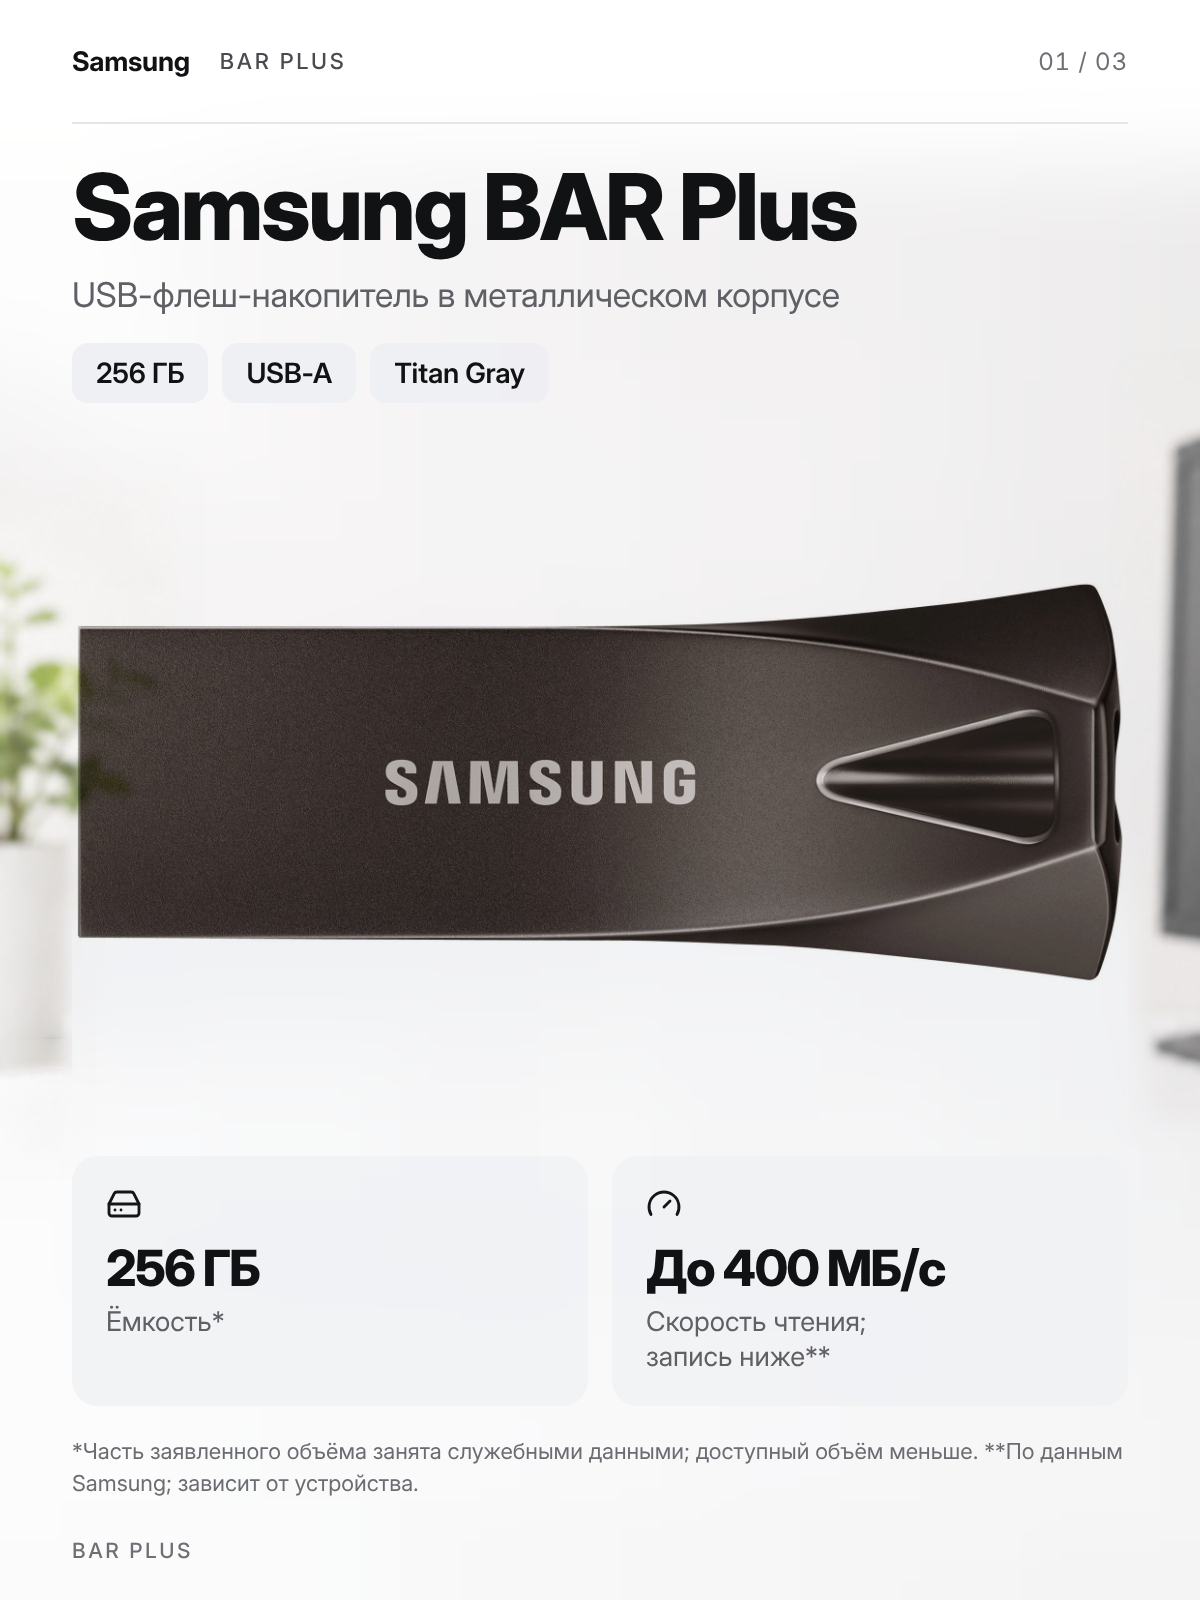 Samsung BAR PLUS 01 / 03
Samsung BAR Plus
USB-флеш-накопитель в металлическом корпусе
256 ГБ USB-A Titan Gray
SAMSUNG
256 ГБ
Ёмкость*
До 400 МБ/с
Скорость чтения;
запись ниже**
*Часть заявленного объёма занята служебными данными; доступный объём меньше. **По данным
Samsung; зависит от устройства.
BAR PLUS